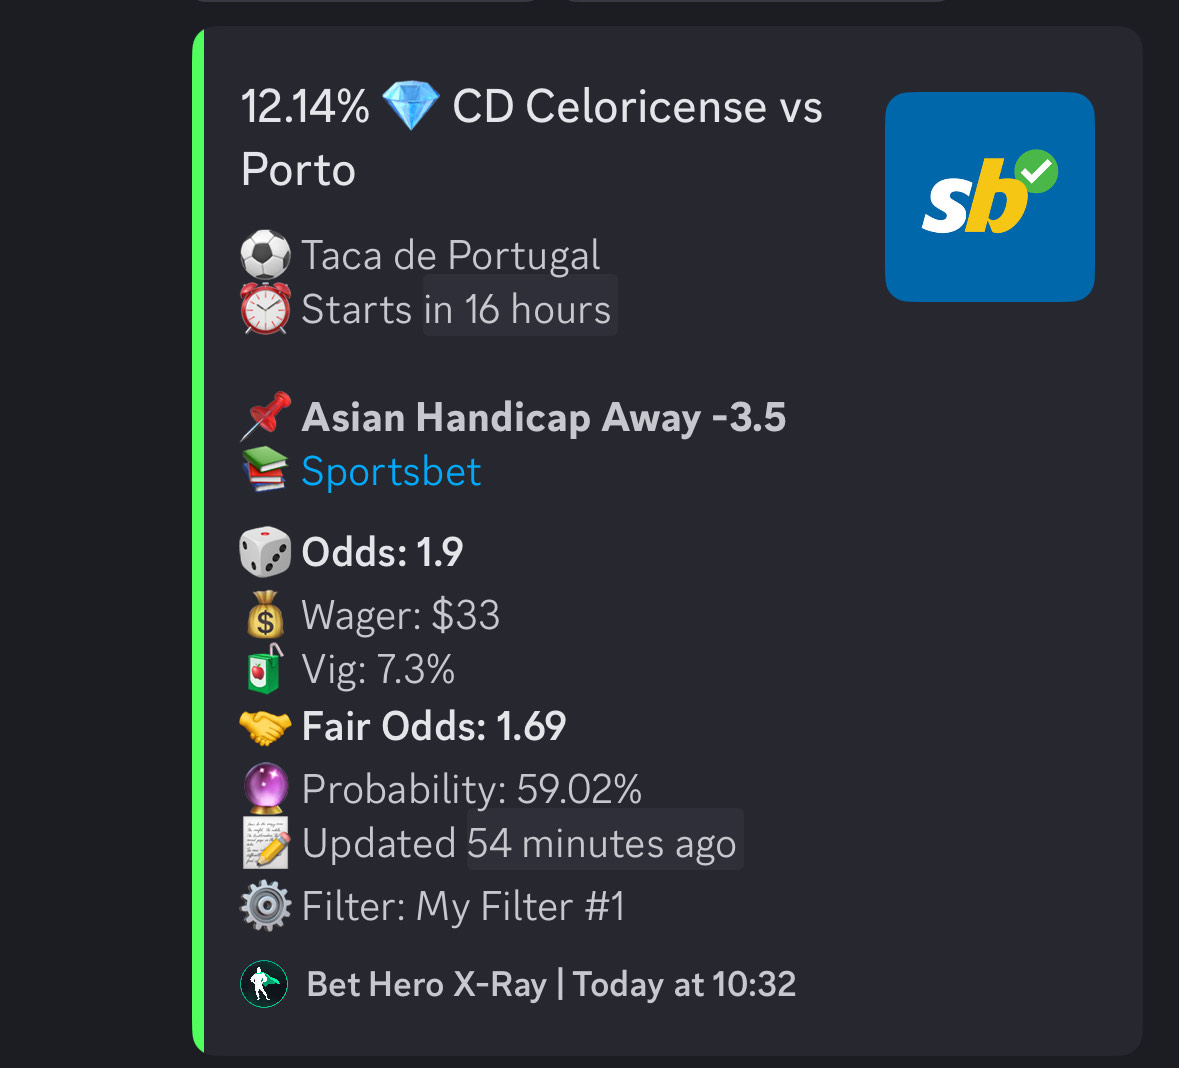 12.14% 💎 CD Celoricense vs
Porto
sb
⚽ Taca de Portugal
⏰ Starts in 16 hours
📌 Asian Handicap Away -3.5
📚 Sportsbet
🎲 Odds: 1.9
💰 Wager: $33
🧃 Vig: 7.3%
🤝 Fair Odds: 1.69
🔮 Probability: 59.02%
📝 Updated 54 minutes ago
⚙️ Filter: My Filter #1
Bet Hero X-Ray | Today at 10:32